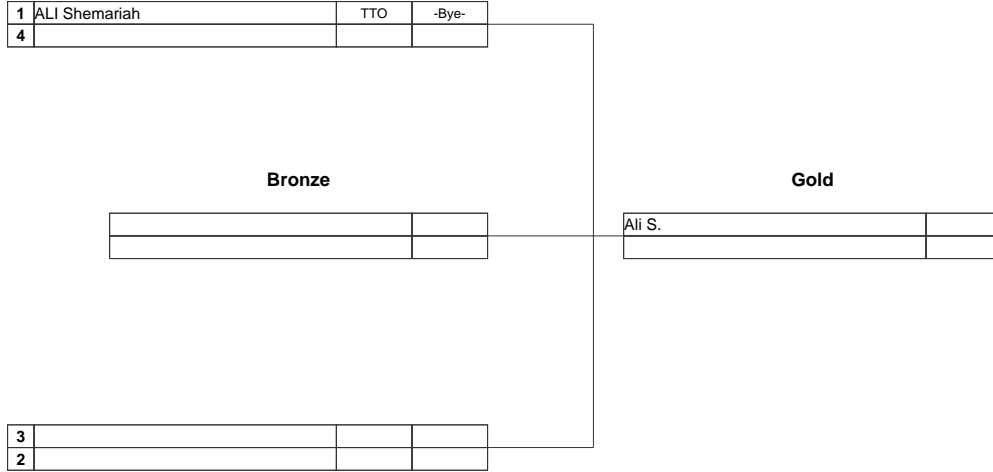 1 ALI Shemariah TTO -Bye-
4
Bronze
Gold
Ali S.
3
2